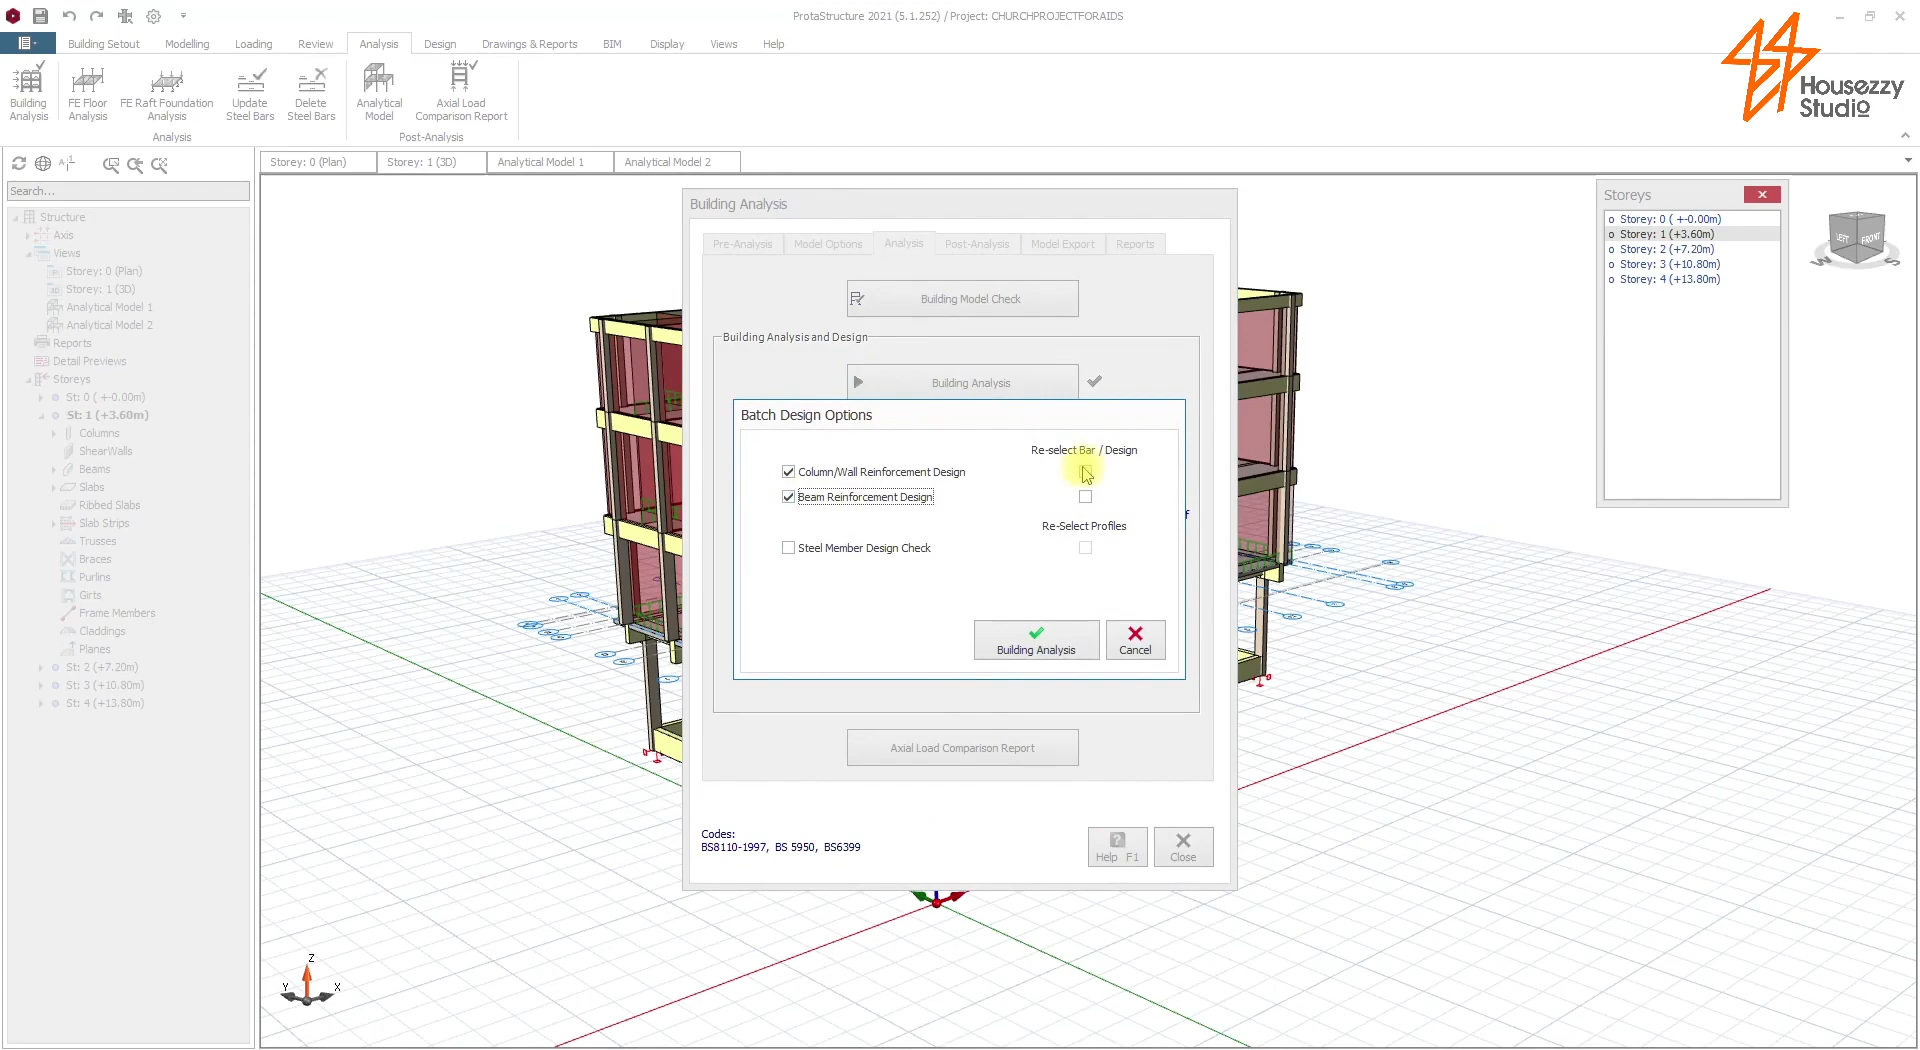 ProtaStructure 2021 (5.1.252) / Project: CHURCHPROJECTFORAIDS
Building Setout
Modelling
Loading
Review
Analysis
Design
Drawings & Reports
BIM
Display
Views
Help
Building
Analysis
FE Floor
Analysis
FE Raft Foundation
Analysis
Update
Steel Bars
Delete
Steel Bars
Analytical
Model
Axial Load
Comparison Report
Analysis
Post-Analysis
Housezzy
Studio
Storey: 0 (Plan)
Storey: 1 (3D)
Analytical Model 1
Analytical Model 2
Search...
Structure
Axis
Views
Storey: 0 (Plan)
Storey: 1 (3D)
Analytical Model 1
Analytical Model 2
Reports
Detail Previews
Storeys
St: 0 ( +-0.00m)
St: 1 (+3.60m)
Columns
ShearWalls
Beams
Slabs
Ribbed Slabs
Slab Strips
Trusses
Braces
Purlins
Girts
Frame Members
Claddings
Planes
St: 2 (+7.20m)
St: 3 (+10.80m)
St: 4 (+13.80m)
Building Analysis
Pre-Analysis
Model Options
Analysis
Post-Analysis
Model Export
Reports
Building Model Check
Building Analysis and Design
Building Analysis
Batch Design Options
Re-select Bar / Design
Column/Wall Reinforcement Design
Beam Reinforcement Design
Re-Select Profiles
Steel Member Design Check
Building Analysis
Cancel
f
Axial Load Comparison Report
Codes:
BS8110-1997, BS 5950, BS6399
Help F1
Close
Storeys
Storey: 0 ( +-0.00m)
Storey: 1 (+3.60m)
Storey: 2 (+7.20m)
Storey: 3 (+10.80m)
Storey: 4 (+13.80m)
LEFT
FRONT
W
S
Z
Y
X